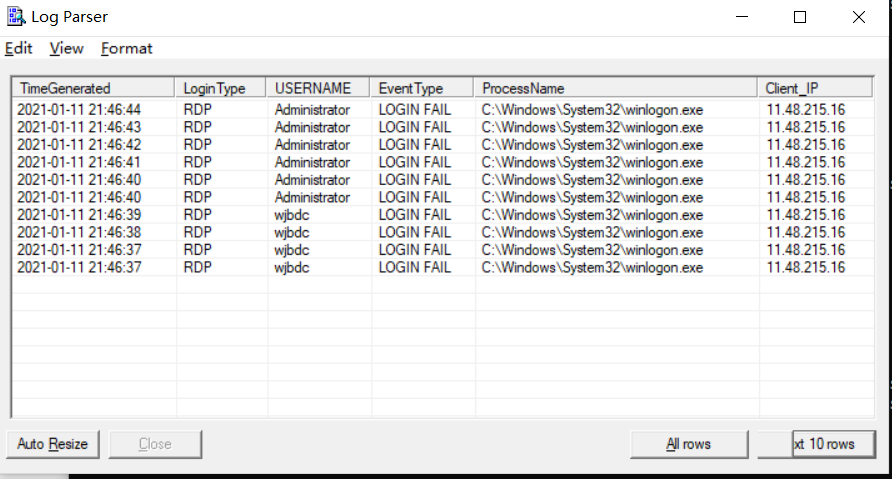 Log Parser
Edit View Format
TimeGenerated LoginType USERNAME EventType ProcessName Client_IP
2021-01-11 21:46:44 RDP Administrator LOGIN FAIL C:\Windows\System32\winlogon.exe 11.48.215.16
2021-01-11 21:46:43 RDP Administrator LOGIN FAIL C:\Windows\System32\winlogon.exe 11.48.215.16
2021-01-11 21:46:42 RDP Administrator LOGIN FAIL C:\Windows\System32\winlogon.exe 11.48.215.16
2021-01-11 21:46:41 RDP Administrator LOGIN FAIL C:\Windows\System32\winlogon.exe 11.48.215.16
2021-01-11 21:46:40 RDP Administrator LOGIN FAIL C:\Windows\System32\winlogon.exe 11.48.215.16
2021-01-11 21:46:40 RDP Administrator LOGIN FAIL C:\Windows\System32\winlogon.exe 11.48.215.16
2021-01-11 21:46:39 RDP wjbdc LOGIN FAIL C:\Windows\System32\winlogon.exe 11.48.215.16
2021-01-11 21:46:38 RDP wjbdc LOGIN FAIL C:\Windows\System32\winlogon.exe 11.48.215.16
2021-01-11 21:46:37 RDP wjbdc LOGIN FAIL C:\Windows\System32\winlogon.exe 11.48.215.16
2021-01-11 21:46:37 RDP wjbdc LOGIN FAIL C:\Windows\System32\winlogon.exe 11.48.215.16
Auto Resize Close All rows xt 10 rows